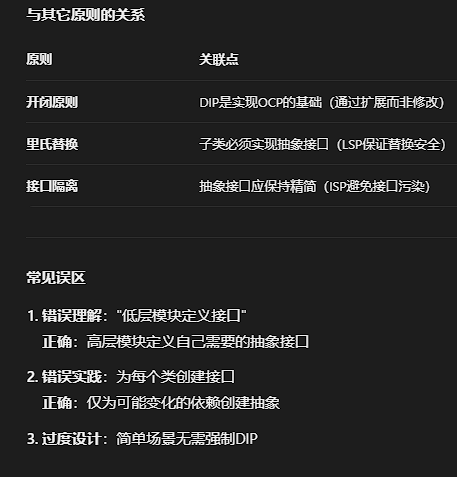 与其它原则的关系
原则 关联点
开闭原则 DIP是实现OCP的基础（通过扩展而非修改）
里氏替换 子类必须实现抽象接口（LSP保证替换安全）
接口隔离 抽象接口应保持精简（ISP避免接口污染）
常见误区
1. 错误理解："低层模块定义接口"
正确：高层模块定义自己需要的抽象接口
2. 错误实践：为每个类创建接口
正确：仅为可能变化的依赖创建抽象
3. 过度设计：简单场景无需强制DIP